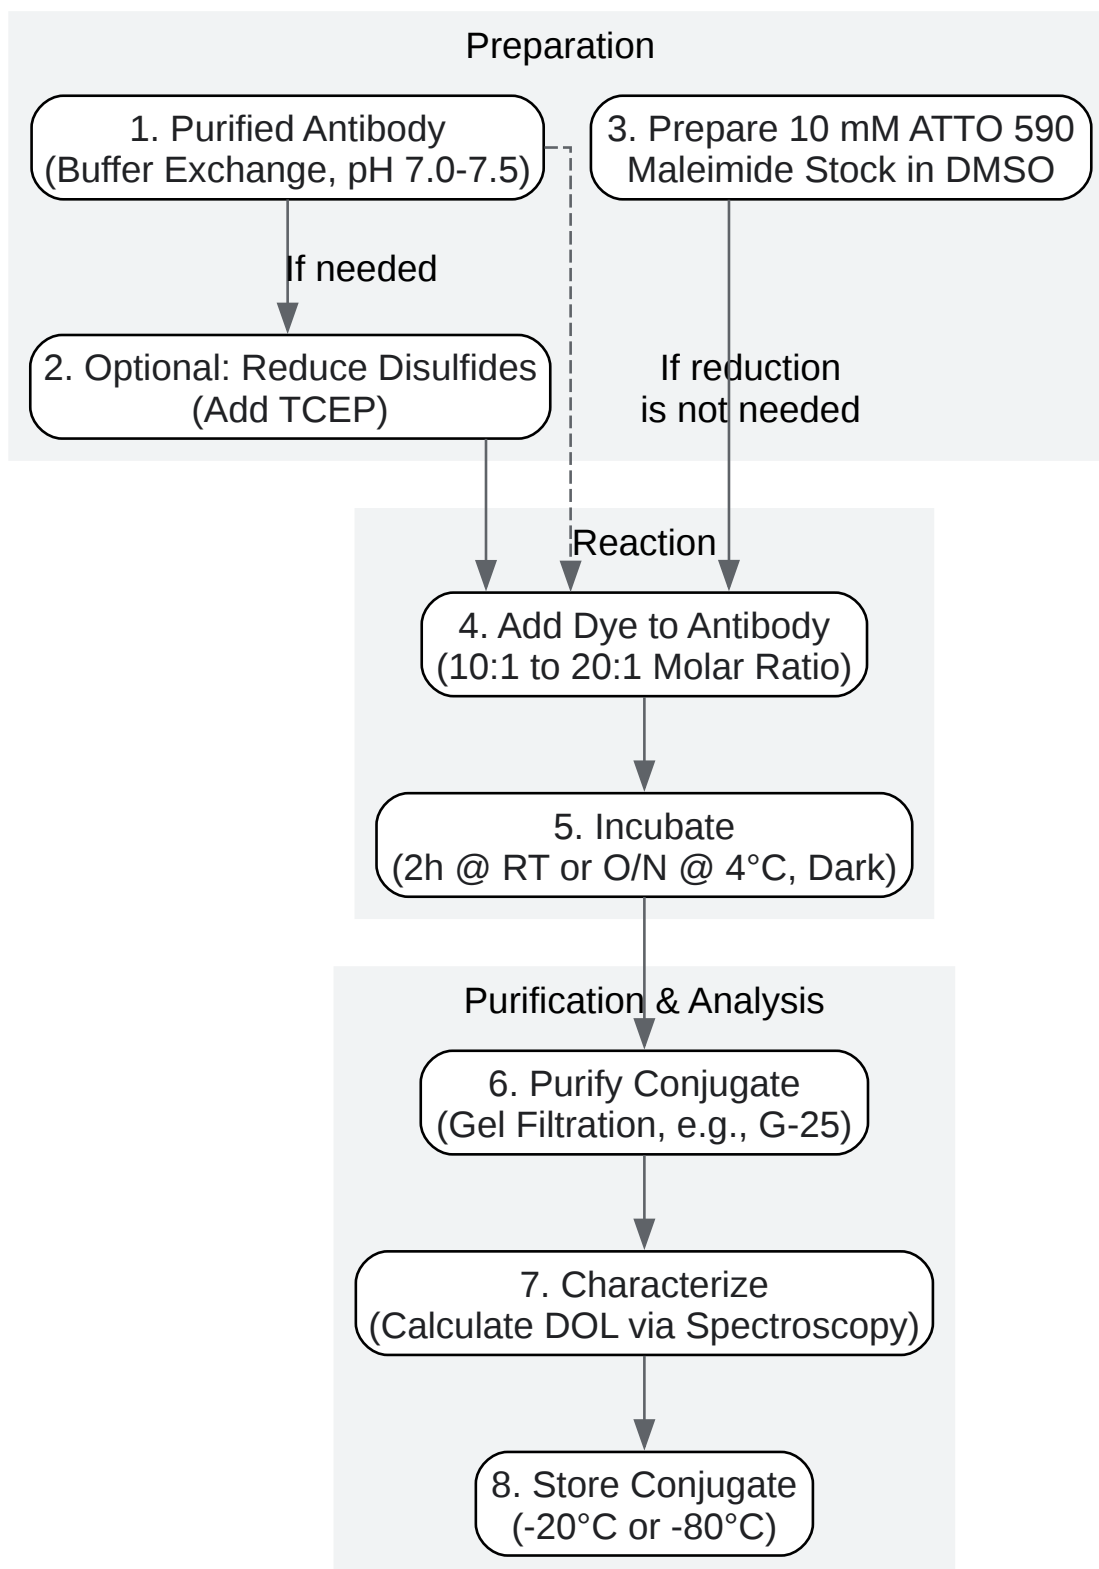 Preparation
1. Purified Antibody
(Buffer Exchange, pH 7.0-7.5)
3. Prepare 10 mM ATTO 590
Maleimide Stock in DMSO
If needed
2. Optional: Reduce Disulfides
(Add TCEP)
If reduction
is not needed
Reaction
4. Add Dye to Antibody
(10:1 to 20:1 Molar Ratio)
5. Incubate
(2h @ RT or O/N @ 4°C, Dark)
Purification & Analysis
6. Purify Conjugate
(Gel Filtration, e.g., G-25)
7. Characterize
(Calculate DOL via Spectroscopy)
8. Store Conjugate
(-20°C or -80°C)